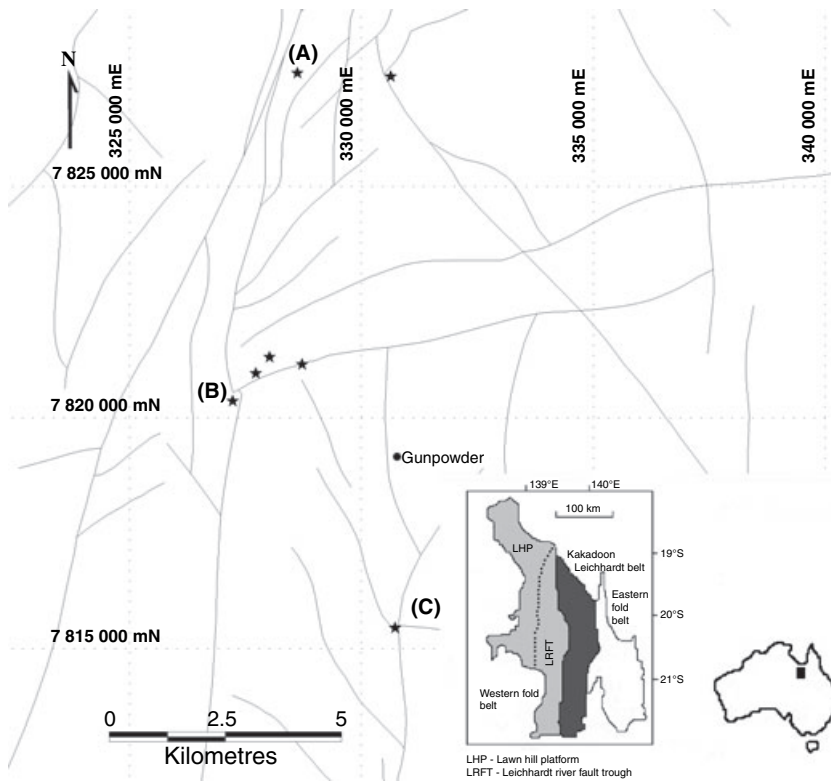 N
(A)
325 000 mE
330 000 mE
335 000 mE
340 000 mE
7 825 000 mN
(B)
7 820 000 mN
Gunpowder
(C)
7 815 000 mN
0 2.5 5
Kilometres
139°E 140°E
100 km
LHP
Kakadoon
Leichhardt belt
19°S
Eastern
fold
belt
20°S
LRFT
21°S
Western fold
belt
LHP - Lawn hill platform
LRFT - Leichhardt river fault trough